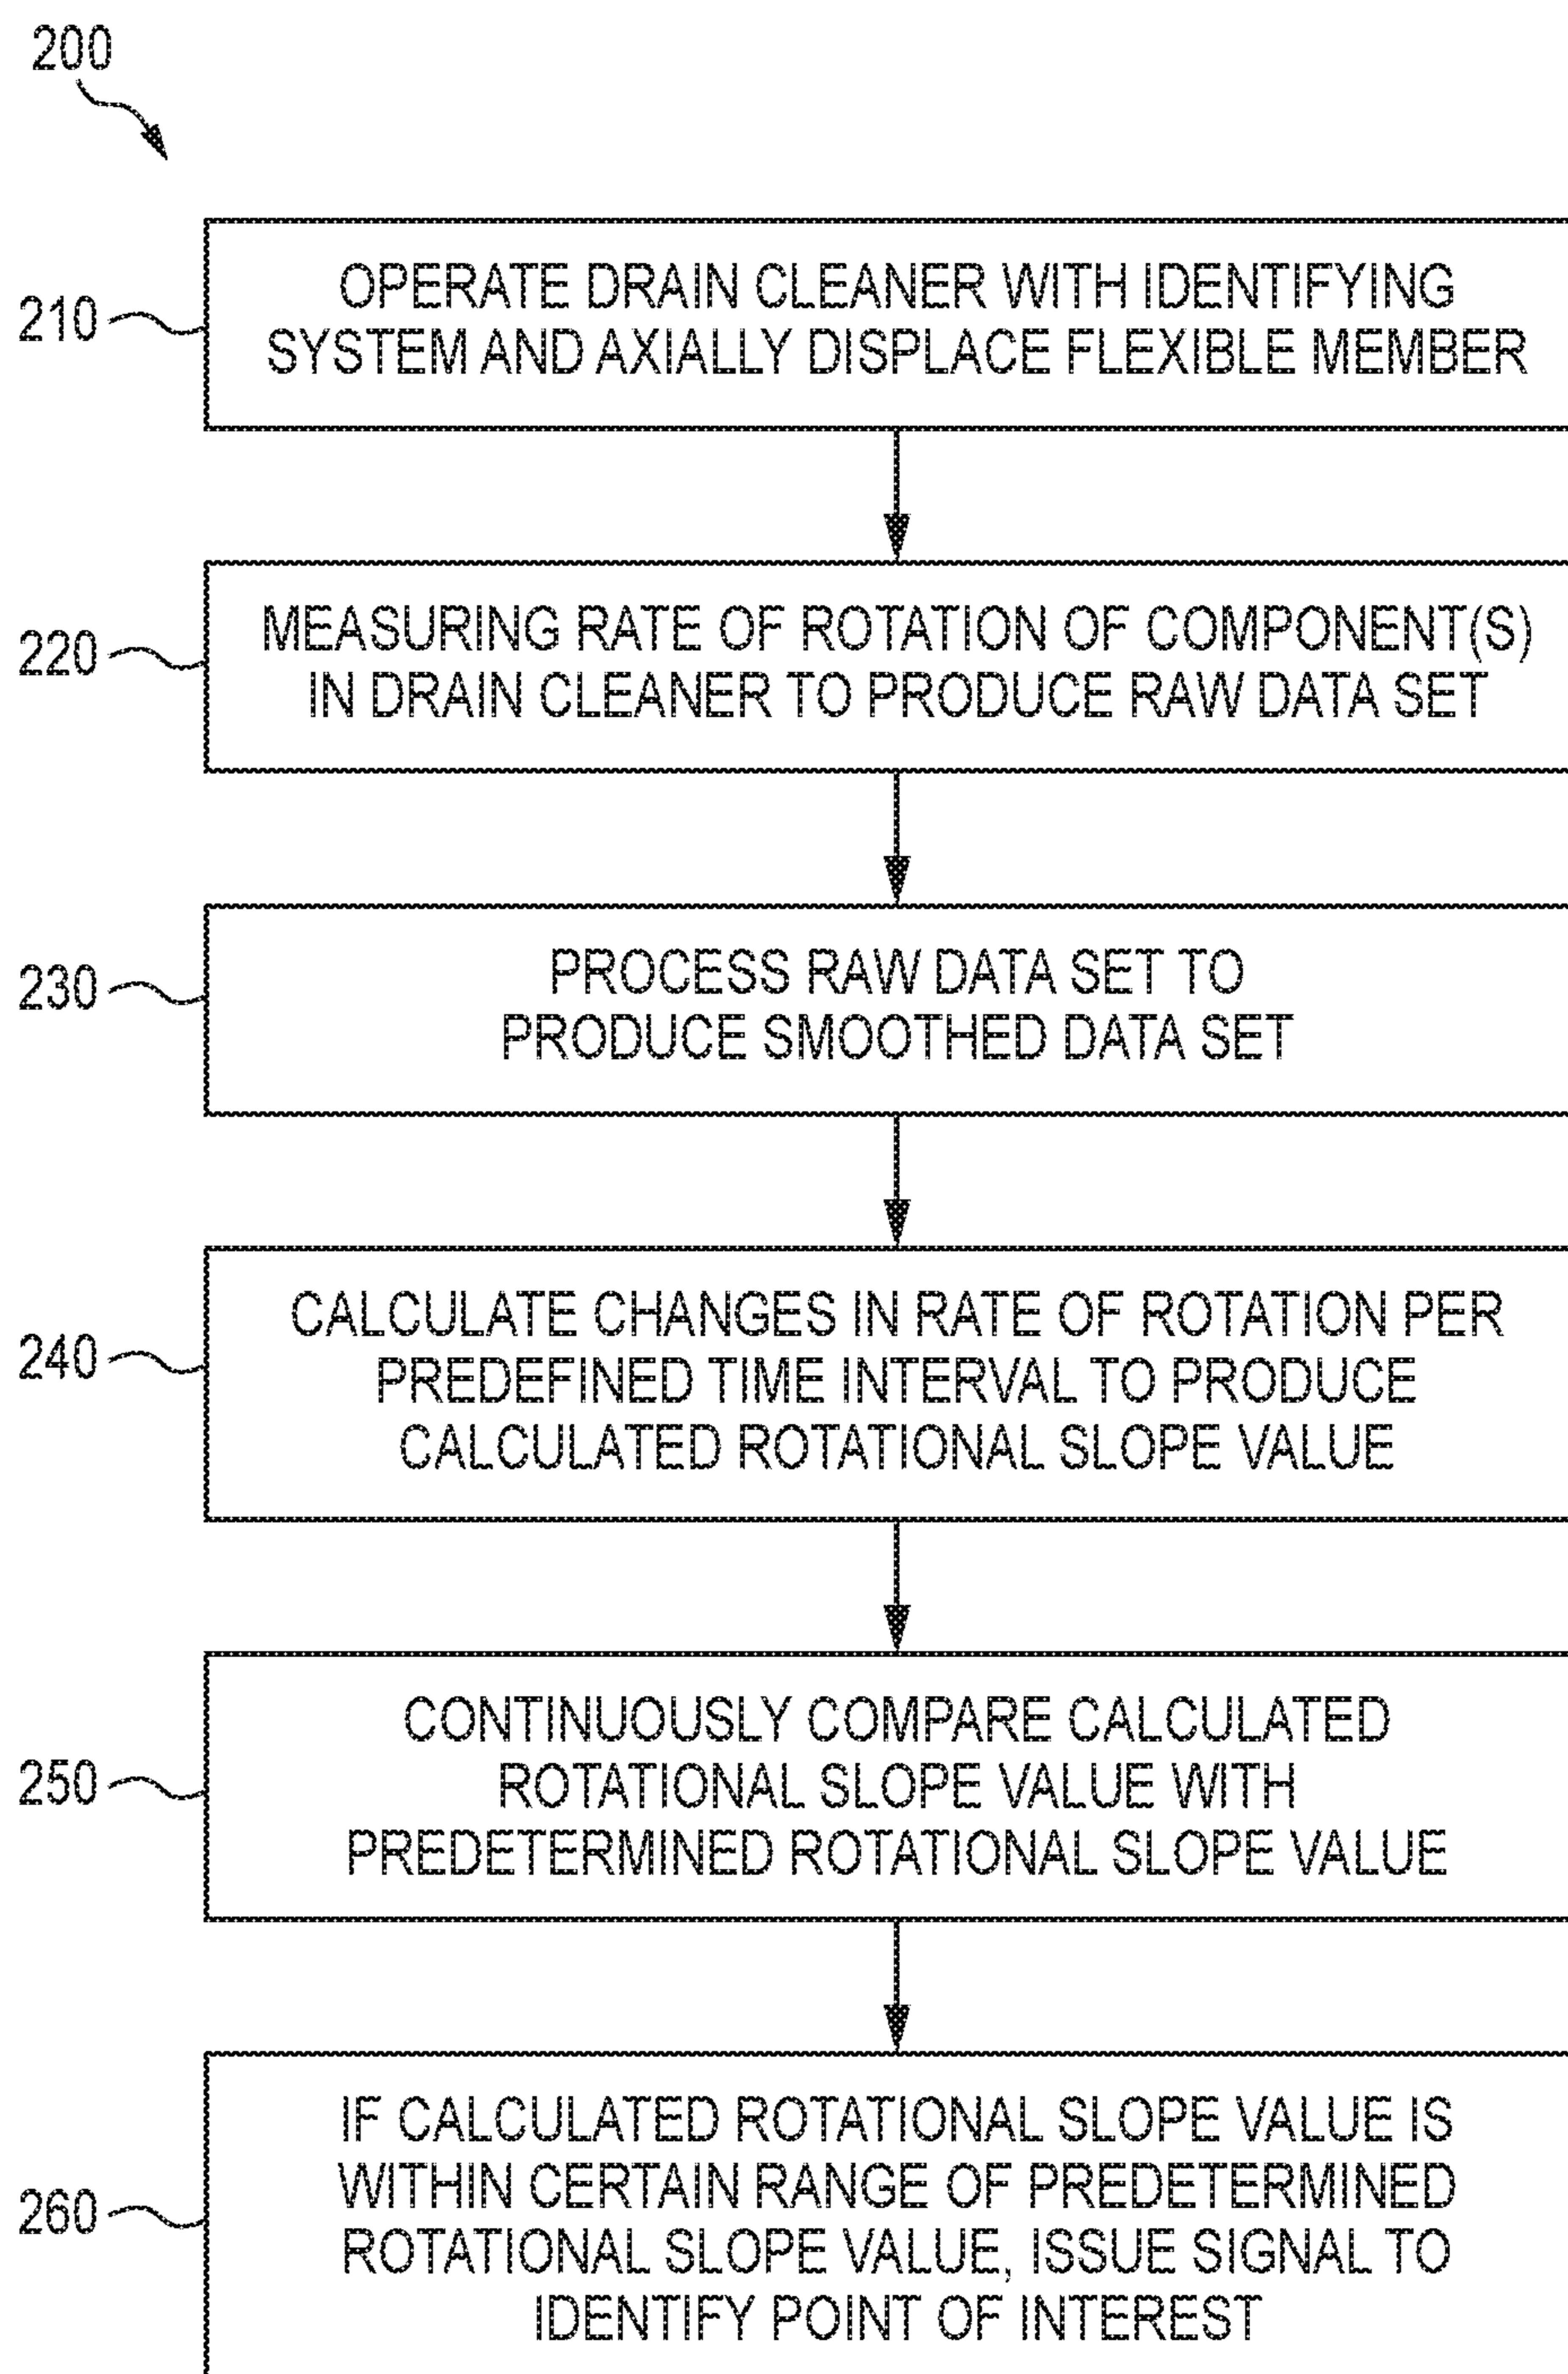 200
210
OPERATE DRAIN CLEANER WITH IDENTIFYING
SYSTEM AND AXIALLY DISPLACE FLEXIBLE MEMBER
220
MEASURING RATE OF ROTATION OF COMPONENT(S)
IN DRAIN CLEANER TO PRODUCE RAW DATA SET
230
PROCESS RAW DATA SET TO
PRODUCE SMOOTHED DATA SET
240
CALCULATE CHANGES IN RATE OF ROTATION PER
PREDEFINED TIME INTERVAL TO PRODUCE
CALCULATED ROTATIONAL SLOPE VALUE
250
CONTINUOUSLY COMPARE CALCULATED
ROTATIONAL SLOPE VALUE WITH
PREDETERMINED ROTATIONAL SLOPE VALUE
260
IF CALCULATED ROTATIONAL SLOPE VALUE IS
WITHIN CERTAIN RANGE OF PREDETERMINED
ROTATIONAL SLOPE VALUE, ISSUE SIGNAL TO
IDENTIFY POINT OF INTEREST